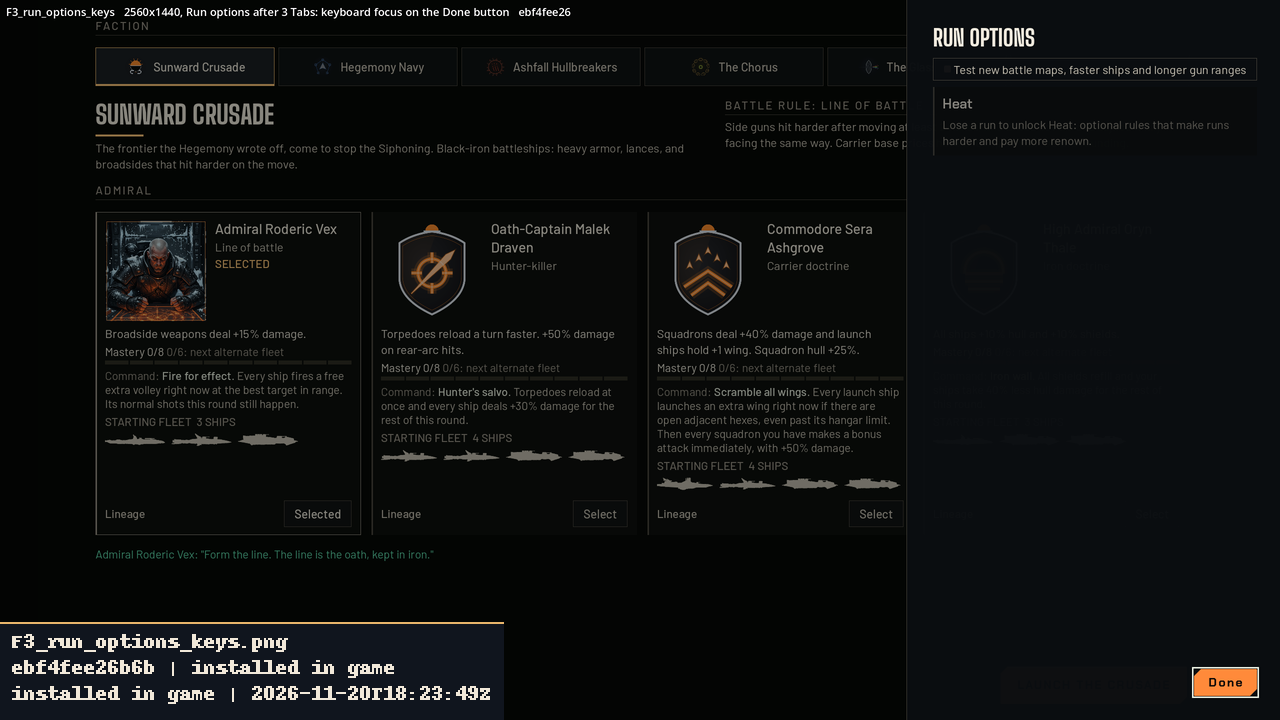 F3_run_options_keys 2560x1440, Run options after 3 Tabs: keyboard focus on the Done button ebf4fee26
FACTION
Sunward Crusade
Hegemony Navy
Ashfall Hullbreakers
The Chorus
The
SUNWARD CRUSADE
The frontier the Hegemony wrote off, come to stop the Siphoning. Black-iron battleships: heavy armor, lances, and
broadsides that hit harder on the move.
BATTLE RULE: LINE OF BATT
Side guns hit harder after moving at
facing the same way. Carrier base p
ADMIRAL
Admiral Roderic Vex
Line of battle
SELECTED
Broadside weapons deal +15% damage.
Mastery 0/8 0/6: next alternate fleet
Command: Fire for effect. Every ship fires a free
extra volley right now at the best target in range.
Its normal shots this round still happen.
STARTING FLEET 3 SHIPS
Lineage
Selected
Oath-Captain Malek
Draven
Hunter-killer
Torpedoes reload a turn faster. +50% damage
on rear-arc hits.
Mastery 0/8 0/6: next alternate fleet
Command: Hunter's salvo. Torpedoes reload at
once and every ship deals +30% damage for the
rest of this round.
STARTING FLEET 4 SHIPS
Lineage
Select
Commodore Sera
Ashgrove
Carrier doctrine
Squadrons deal +40% damage and launch
ships hold +1 wing. Squadron hull +25%.
Mastery 0/8 0/6: next alternate fleet
Command: Scramble all wings. Every launch ship
launches an extra wing right now if there are
open adjacent hexes, even past its hangar limit.
Then every squadron you have makes a bonus
attack immediately, with +50% damage.
STARTING FLEET 4 SHIPS
Lineage
Select
Admiral Roderic Vex: "Form the line. The line is the oath, kept in iron."
RUN OPTIONS
Test new battle maps, faster ships and longer gun ranges
Heat
Lose a run to unlock Heat: optional rules that make runs
harder and pay more renown.
Done
F3_run_options_keys.png
ebf4fee26b6b | installed in game
installed in game | 2026-11-20T18:23:49Z